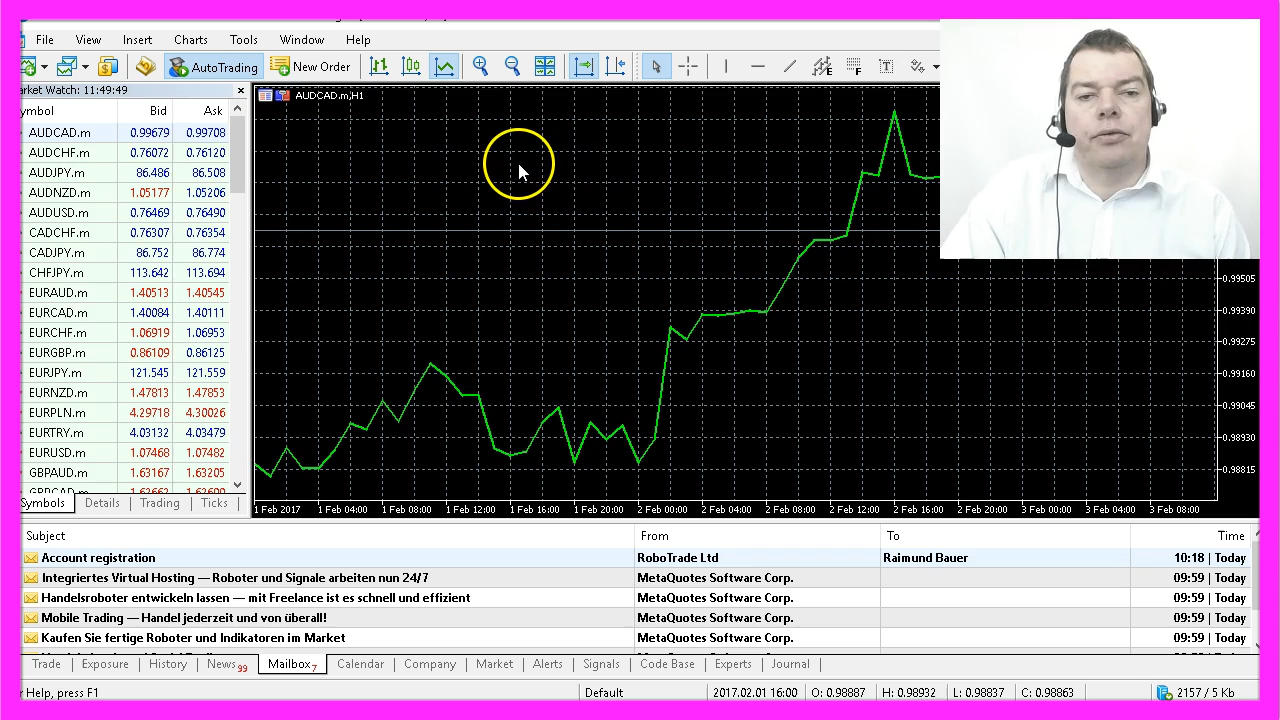 File View Insert Charts Tools Window Help
AutoTrading New Order
arket Watch: 11:49:49
ymbol Bid Ask
AUDCAD.m 0.99679 0.99708
AUDCHF.m 0.76072 0.76120
AUDJPY.m 86.486 86.508
AUDNZD.m 1.05177 1.05206
AUDUSD.m 0.76469 0.76490
CADCHF.m 0.76307 0.76354
CADJPY.m 86.752 86.774
CHFJPY.m 113.642 113.694
EURAUD.m 1.40513 1.40545
EURCAD.m 1.40084 1.40111
EURCHF.m 1.06919 1.06953
EURGBP.m 0.86109 0.86125
EURJPY.m 121.545 121.559
EURNZD.m 1.47813 1.47853
EURPLN.m 4.29718 4.30026
EURTRY.m 4.03132 4.03479
EURUSD.m 1.07468 1.07482
GBPAUD.m 1.63167 1.63205
Symbols Details Trading Ticks
AUDCAD.m,H1
0.99505
0.99390
0.99275
0.99160
0.99045
0.98930
0.98815
1 Feb 2017 1 Feb 04:00 1 Feb 08:00 1 Feb 12:00 1 Feb 16:00 1 Feb 20:00 2 Feb 00:00 2 Feb 04:00 2 Feb 08:00 2 Feb 12:00 2 Feb 16:00 2 Feb 20:00 3 Feb 00:00 3 Feb 04:00 3 Feb 08:00
Subject From To Time
Account registration RoboTrade Ltd Raimund Bauer 10:18 | Today
Integriertes Virtual Hosting — Roboter und Signale arbeiten nun 24/7 MetaQuotes Software Corp. 09:59 | Today
Handelsroboter entwickeln lassen — mit Freelance ist es schnell und effizient MetaQuotes Software Corp. 09:59 | Today
Mobile Trading — Handel jederzeit und von überall! MetaQuotes Software Corp. 09:59 | Today
Kaufen Sie fertige Roboter und Indikatoren im Market MetaQuotes Software Corp. 09:59 | Today
Trade Exposure History News 99 Mailbox 7 Calendar Company Market Alerts Signals Code Base Experts Journal
r Help, press F1 Default 2017.02.01 16:00 O: 0.98887 H: 0.98932 L: 0.98837 C: 0.98863 2157 / 5 Kb